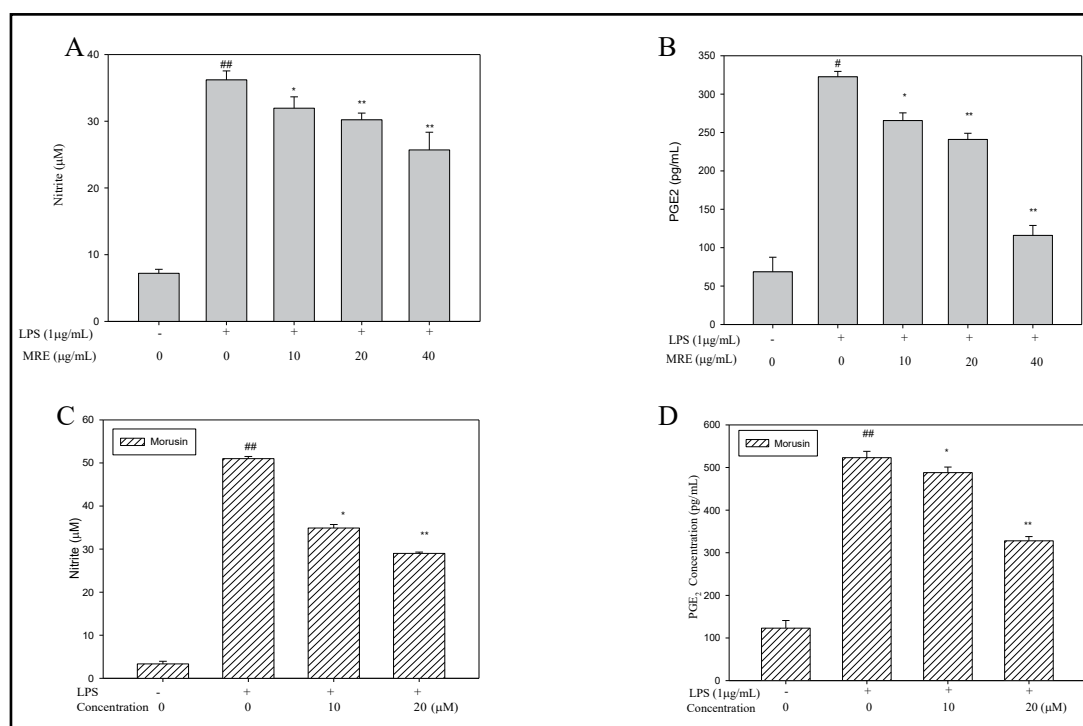 A
Nitrite (μM)
40
30
20
10
0
##
*
**
**
LPS (1μg/mL) - + + + +
MRE (μg/mL) 0 0 10 20 40
B
PGE2 (pg/mL)
350
300
250
200
150
100
50
0
#
*
**
**
LPS (1μg/mL) - + + + +
MRE (μg/mL) 0 0 10 20 40
C
Nitrite (μM)
60
50
40
30
20
10
0
Morusin
##
*
**
LPS - + + +
Concentration 0 0 10 20 (μM)
D
PGE2 Concentration (pg/mL)
600
500
400
300
200
100
0
Morusin
##
*
**
LPS (1μg/mL) - + + +
Concentration 0 0 10 20 (μM)